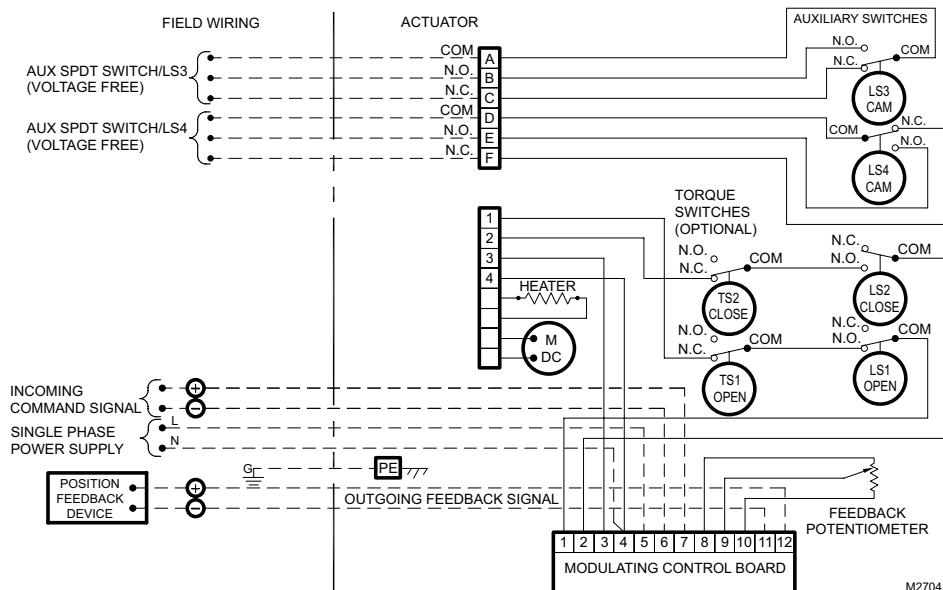 FIELD WIRING
ACTUATOR
AUXILIARY SWITCHES
AUX SPDT SWITCH/LS3
(VOLTAGE FREE)
AUX SPDT SWITCH/LS4
(VOLTAGE FREE)
COM
N.O.
N.C.
COM
N.O.
N.C.
A
B
C
D
E
F
N.O.
COM
N.C.
LS3
CAM
N.C.
COM
N.O.
LS4
CAM
1
2
3
4
HEATER
M
DC
TORQUE
SWITCHES
(OPTIONAL)
N.O.
COM
N.C.
TS2
CLOSE
N.C.
COM
N.O.
LS2
CLOSE
N.O.
COM
N.C.
TS1
OPEN
N.C.
COM
N.O.
LS1
OPEN
INCOMING
COMMAND SIGNAL
+
−
SINGLE PHASE
POWER SUPPLY
L
N
G
PE
POSITION
FEEDBACK
DEVICE
+
−
OUTGOING FEEDBACK SIGNAL
FEEDBACK
POTENTIOMETER
1 2 3 4 5 6 7 8 9 10 11 12
MODULATING CONTROL BOARD
M2704